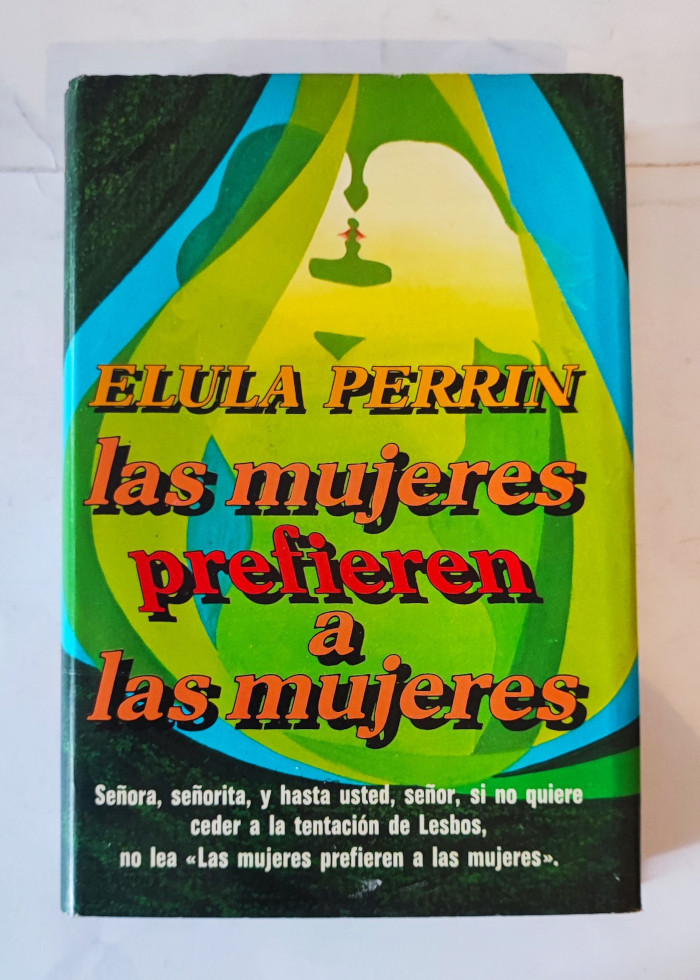 ELULA PERRIN
las mujeres
prefieren
a
las mujeres
Señora, señorita, y hasta usted, señor, si no quiere
ceder a la tentación de Lesbos,
no lea «Las mujeres prefieren a las mujeres».